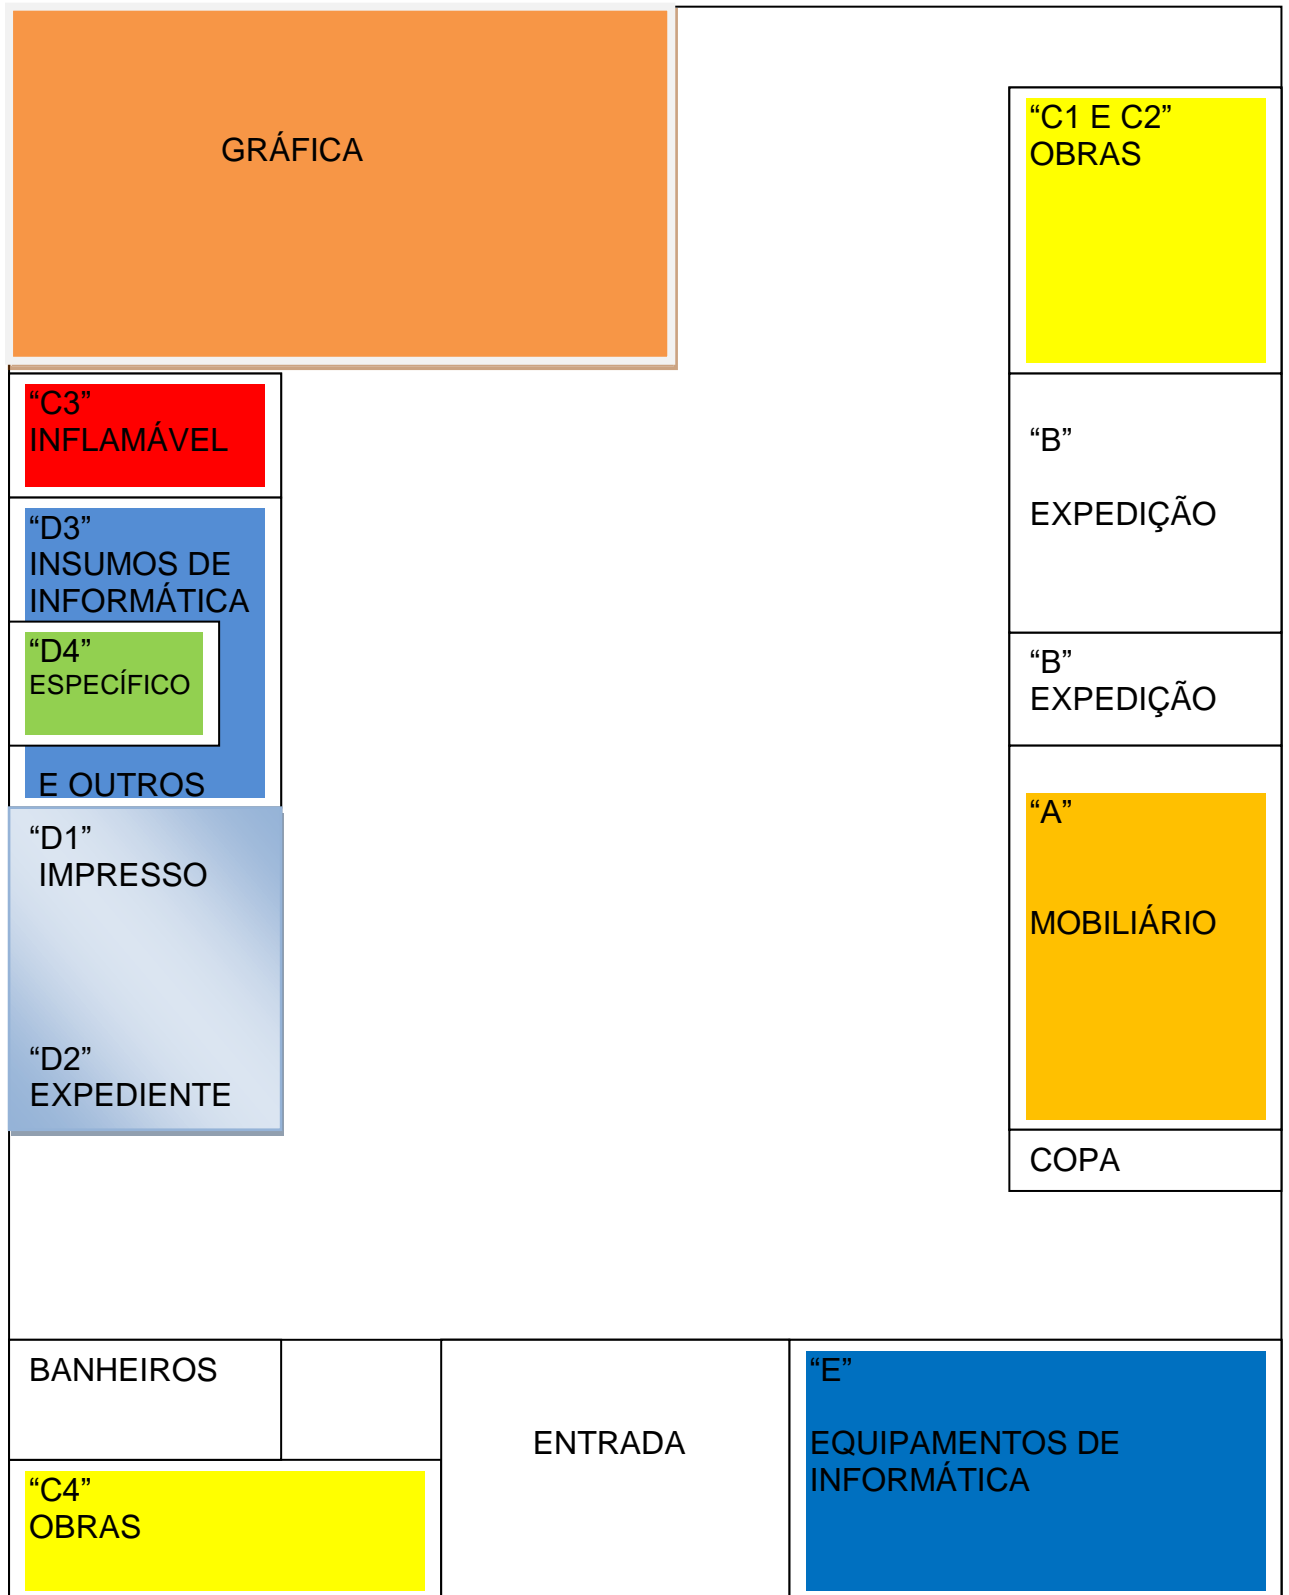 GRÁFICA
“C1 E C2”
OBRAS
“C3”
INFLAMÁVEL
“B”
EXPEDIÇÃO
“D3”
INSUMOS DE
INFORMÁTICA
“D4”
ESPECÍFICO
E OUTROS
“B”
EXPEDIÇÃO
“D1”
IMPRESSO
“A”
MOBILIÁRIO
“D2”
EXPEDIENTE
COPA
BANHEIROS
ENTRADA
“E”
EQUIPAMENTOS DE
INFORMÁTICA
“C4”
OBRAS